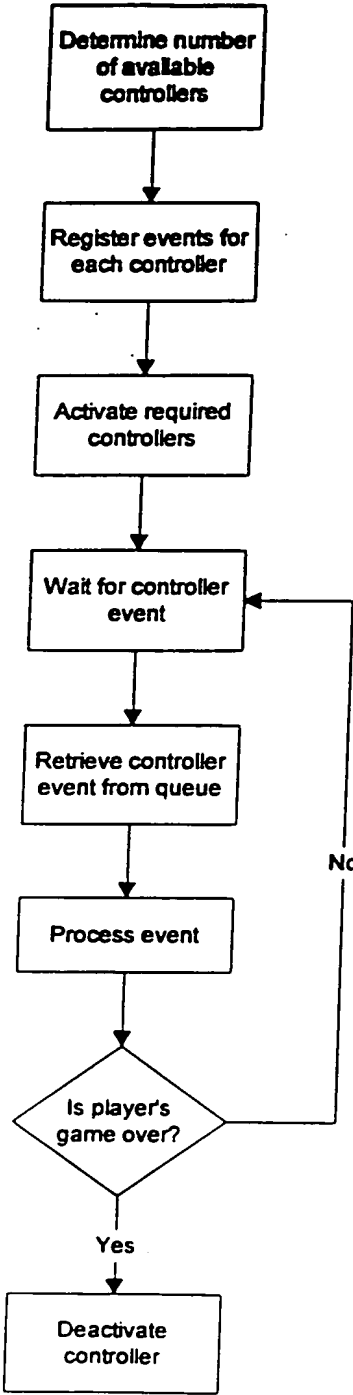 Determine number
of available
controllers
Register events for
each controller
Activate required
controllers
Wait for controller
event
Retrieve controller
event from queue
Process event
No
Is player's
game over?
Yes
Deactivate
controller